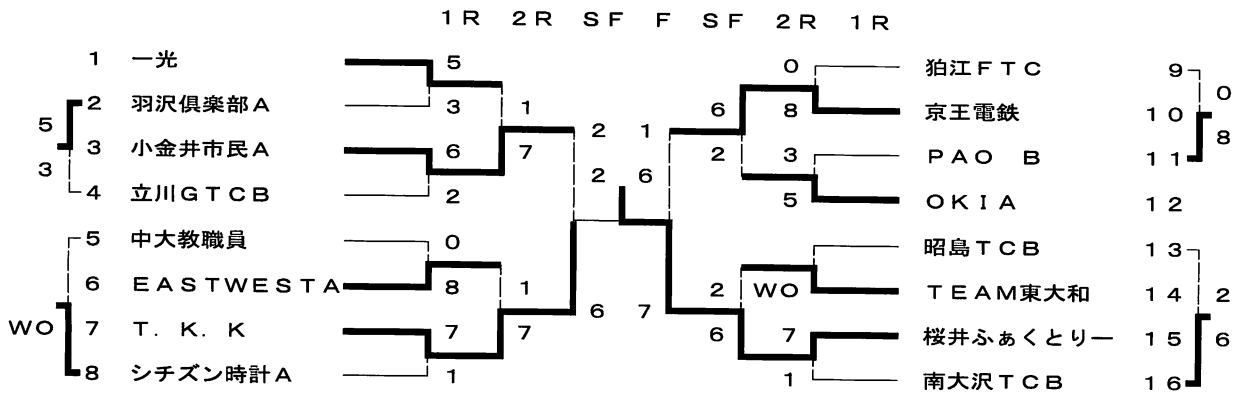 1R 2R SF F SF 2R 1R
1 一光 5
2 羽沢倶楽部A 3 1
5 3 小金井市民A 6 7 2
3 4 立川GTCB 2 2
5 中大教職員 0
6 EASTWESTA 8 1
WO 7 T.K.K 7 7 6
8 シチズン時計A 1
0 狛江FTC 9 0
6 8 京王電鉄 10 8
1 2 3 PAO B 11
6 5 OKIA 12
昭島TCB 13
2 WO TEAM東大和 14 2
7 6 7 桜井ふぁくとりー 15 6
1 南大沢TCB 16